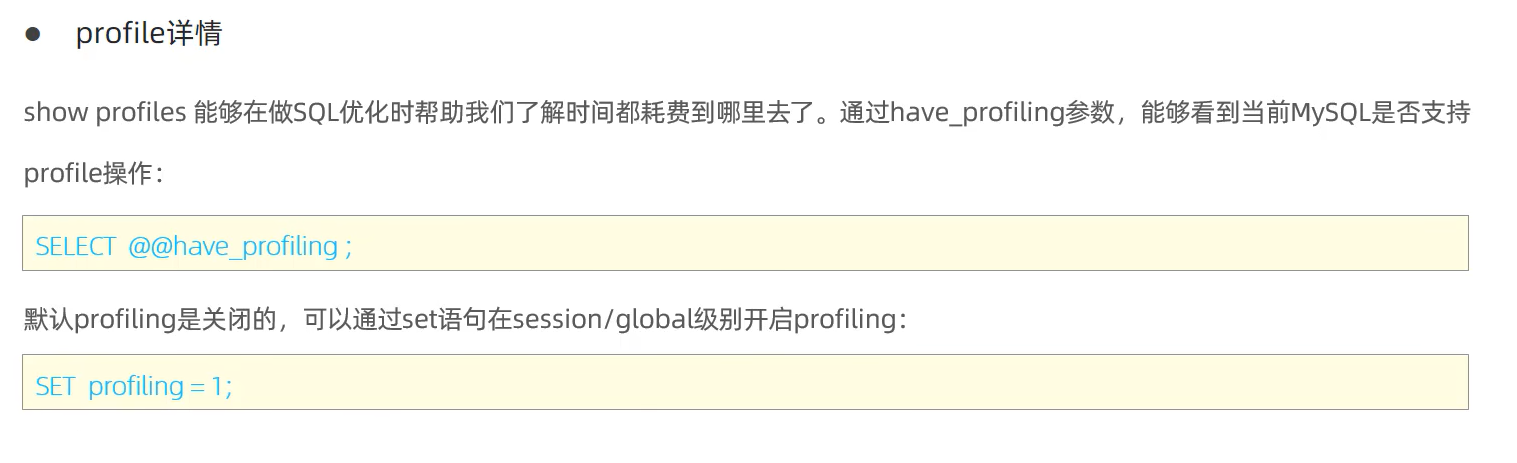 ● profile详情
show profiles 能够在做SQL优化时帮助我们了解时间都耗费到哪里去了。通过have_profiling参数，能够看到当前MySQL是否支持
profile操作：
SELECT @@have_profiling ;
默认profiling是关闭的，可以通过set语句在session/global级别开启profiling：
SET profiling = 1;